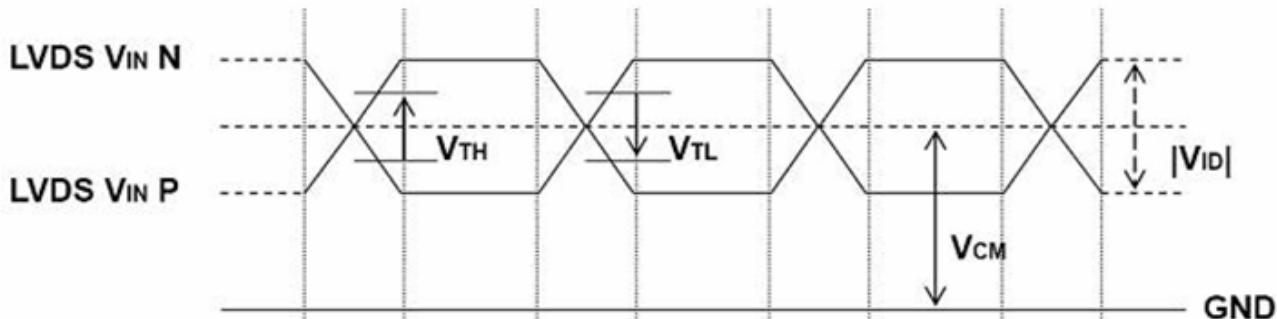 LVDS VIN N
VTH
VTL
|VID|
LVDS VIN P
VCM
GND